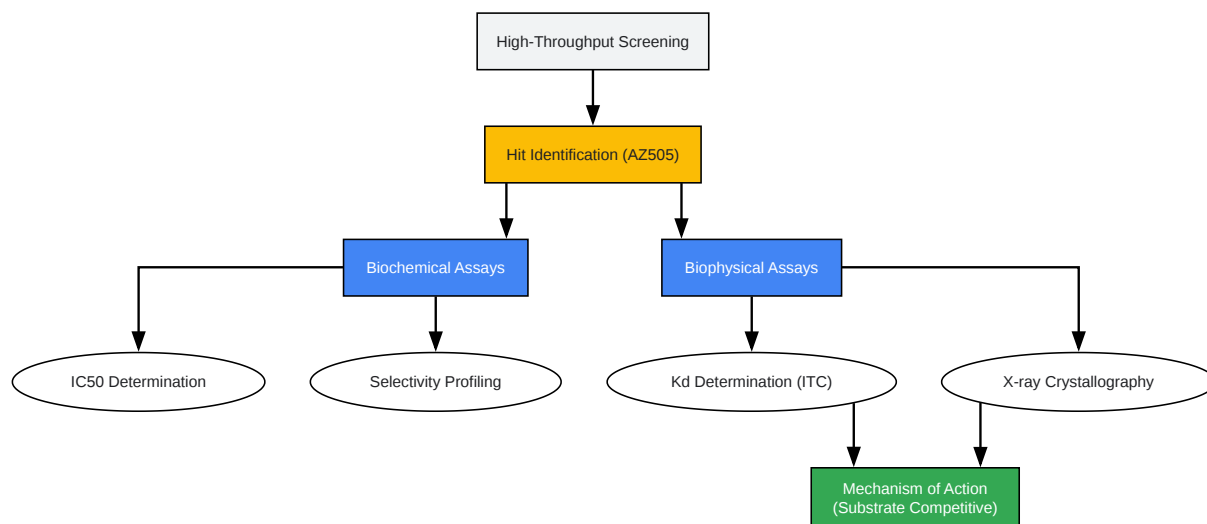 High-Throughput Screening
Hit Identification (AZ505)
Biochemical Assays
Biophysical Assays
IC50 Determination
Selectivity Profiling
Kd Determination (ITC)
X-ray Crystallography
Mechanism of Action
(Substrate Competitive)